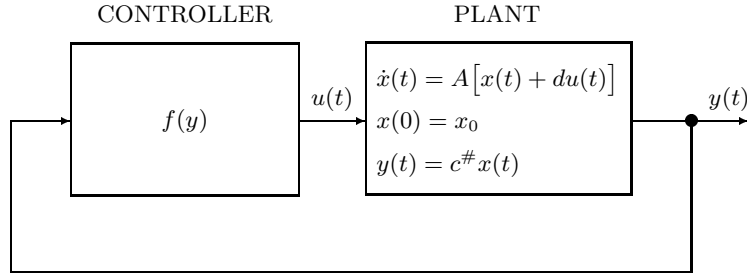 CONTROLLER
PLANT
f(y)
u(t)
ẋ(t) = A[x(t) + du(t)]
x(0) = x₀
y(t) = c^# x(t)
y(t)